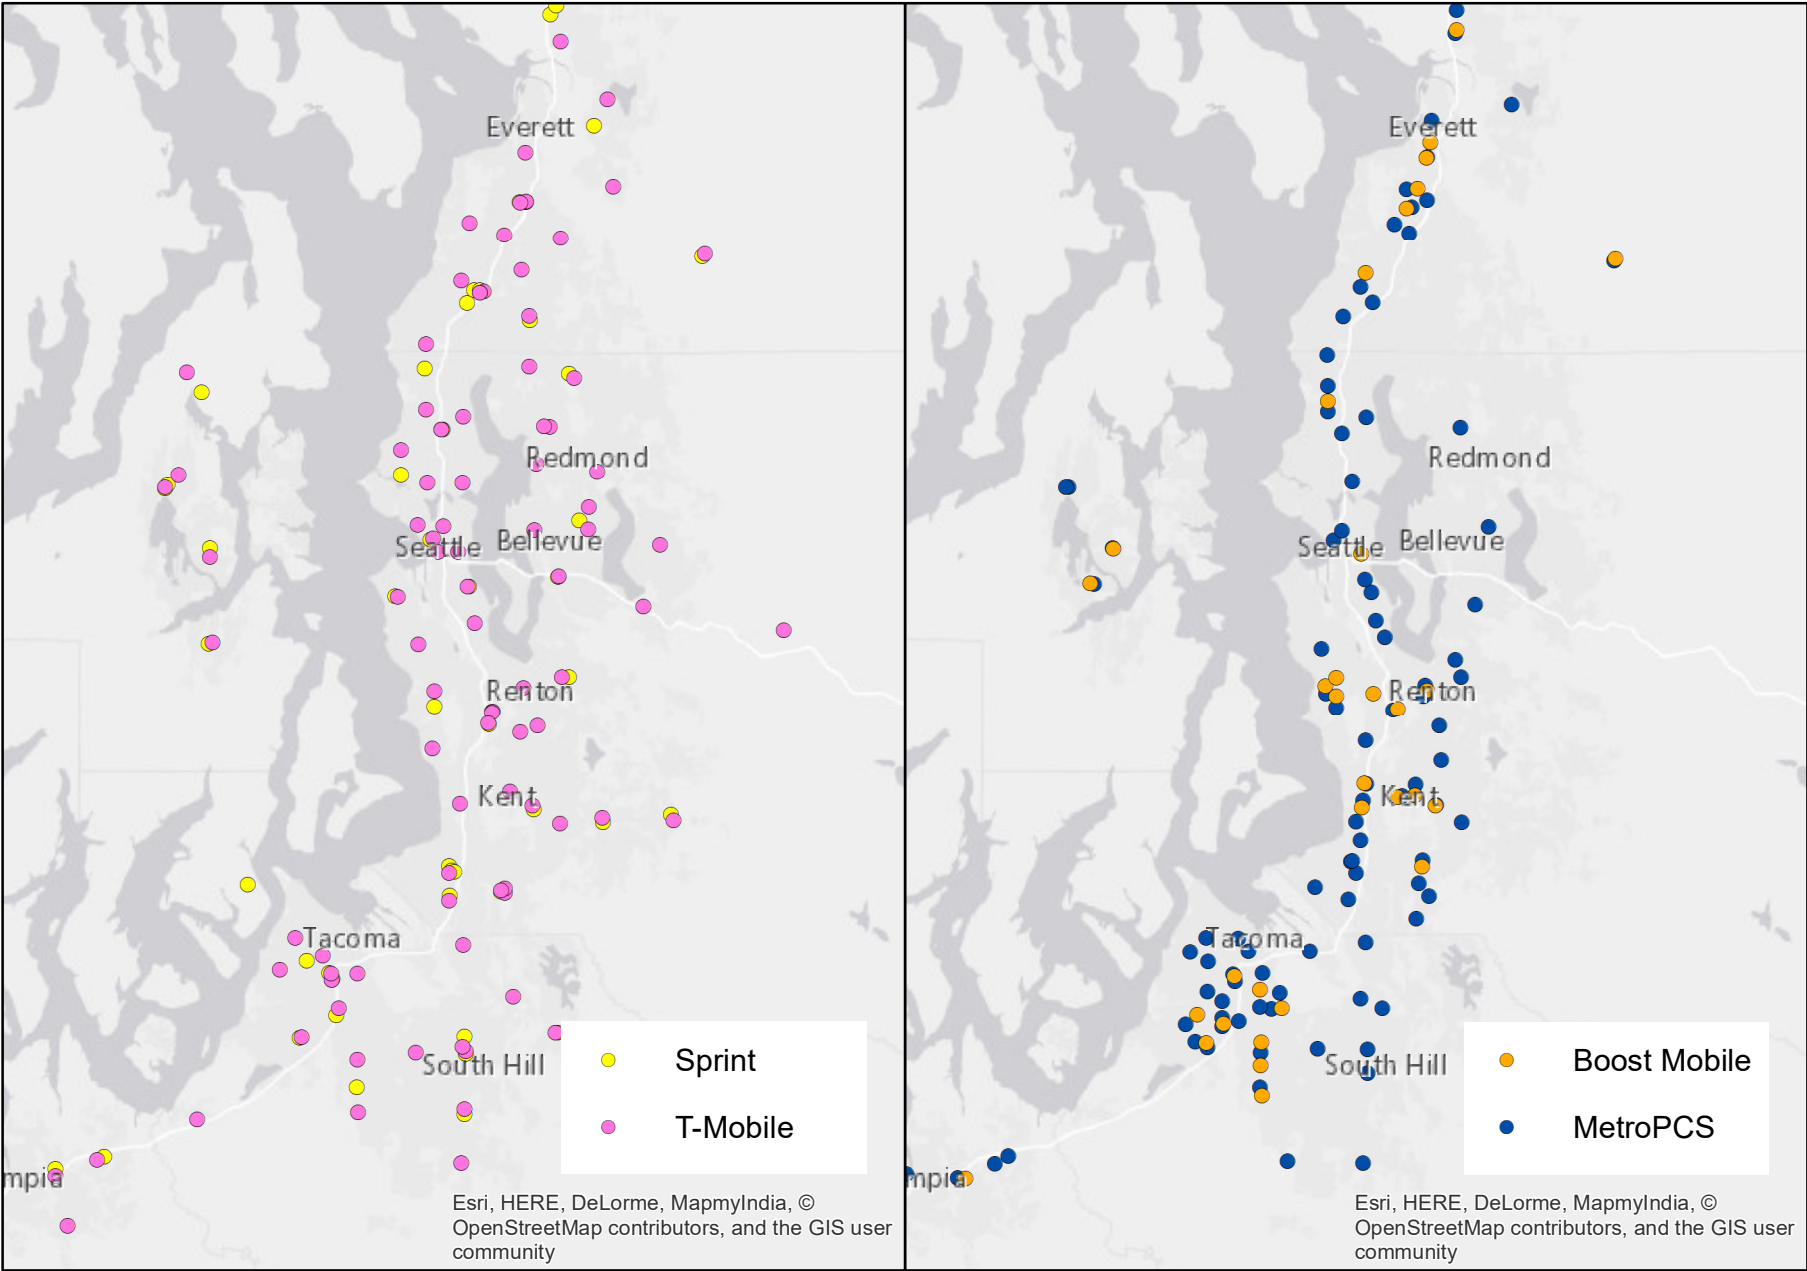 Everett
Redmond
Seattle
Bellevue
Renton
Kent
Tacoma
South Hill
mpia
Sprint
T-Mobile
Esri, HERE, DeLorme, MapmyIndia, ©
OpenStreetMap contributors, and the GIS user
community
Everett
Redmond
Seattle
Bellevue
Renton
Kent
Tacoma
South Hill
mpia
Boost Mobile
MetroPCS
Esri, HERE, DeLorme, MapmyIndia, ©
OpenStreetMap contributors, and the GIS user
community